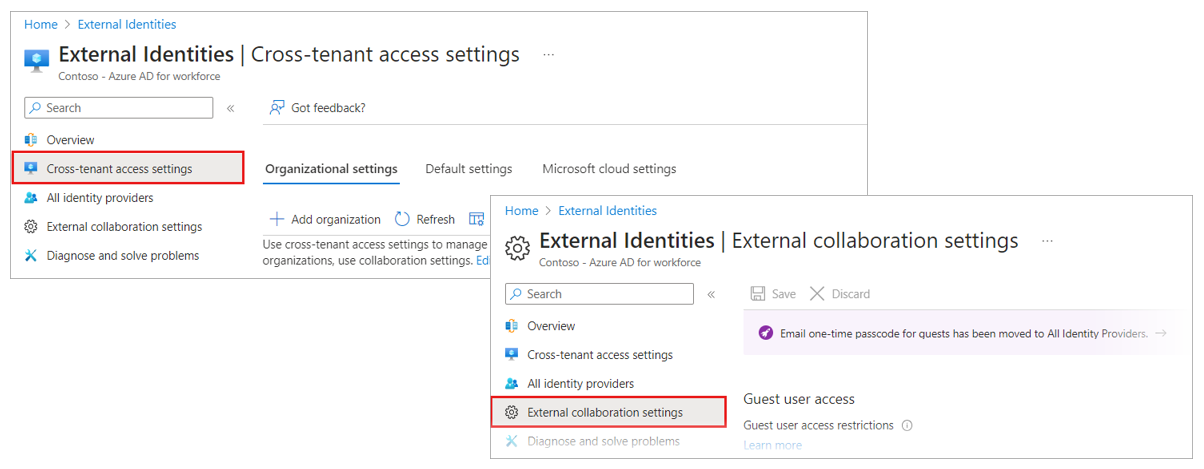 Home > External Identities
External Identities | Cross-tenant access settings ...
Contoso - Azure AD for workforce
Search «
Got feedback?
Overview
Cross-tenant access settings
All identity providers
External collaboration settings
Diagnose and solve problems
Organizational settings Default settings Microsoft cloud settings
Add organization Refresh
Use cross-tenant access settings to manage
organizations, use collaboration settings. Edi
Home > External Identities
External Identities | External collaboration settings ...
Contoso - Azure AD for workforce
Search «
Save Discard
Overview
Cross-tenant access settings
All identity providers
External collaboration settings
Diagnose and solve problems
Email one-time passcode for guests has been moved to All Identity Providers. →
Guest user access
Guest user access restrictions
Learn more